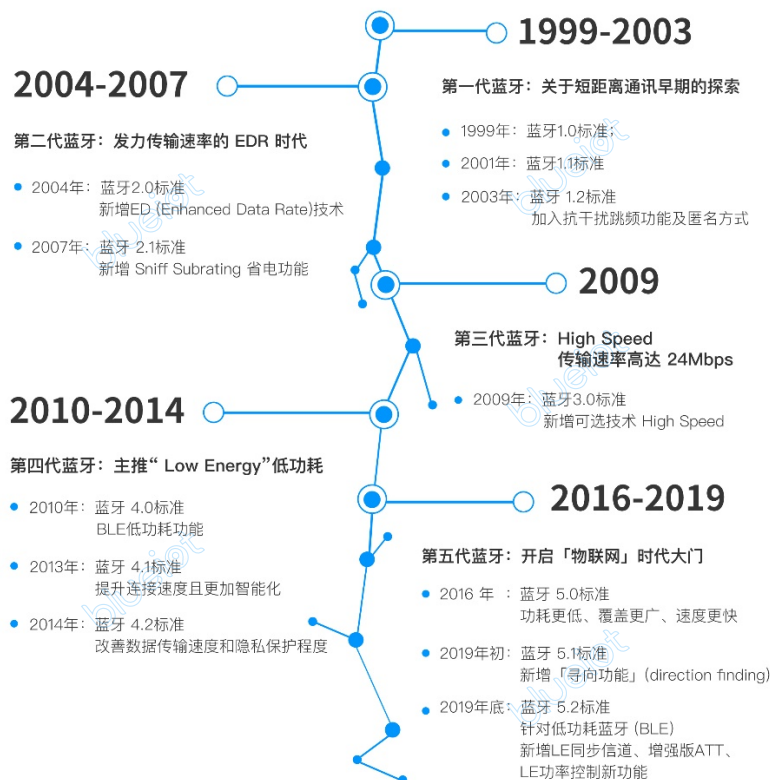 1999-2003
第一代蓝牙：关于短距离通讯早期的探索
1999年：蓝牙1.0标准；
2001年：蓝牙1.1标准
2003年：蓝牙 1.2标准
加入抗干扰跳频功能及匿名方式
2004-2007
第二代蓝牙：发力传输速率的 EDR 时代
2004年：蓝牙2.0标准
新增ED (Enhanced Data Rate)技术
2007年：蓝牙 2.1标准
新增 Sniff Subrating 省电功能
2009
第三代蓝牙：High Speed
传输速率高达 24Mbps
2009年：蓝牙3.0标准
新增可选技术 High Speed
2010-2014
第四代蓝牙：主推“ Low Energy”低功耗
2010年：蓝牙 4.0标准
BLE低功耗功能
2013年：蓝牙 4.1标准
提升连接速度且更加智能化
2014年：蓝牙 4.2标准
改善数据传输速度和隐私保护程度
2016-2019
第五代蓝牙：开启「物联网」时代大门
2016 年 ：蓝牙 5.0标准
功耗更低、覆盖更广、速度更快
2019年初：蓝牙 5.1标准
新增「寻向功能」(direction finding)
2019年底：蓝牙 5.2标准
针对低功耗蓝牙 (BLE)
新增LE同步信道、增强版ATT、
LE功率控制新功能
blueiot
blueiot
blueiot
blueiot
blueiot
blueiot